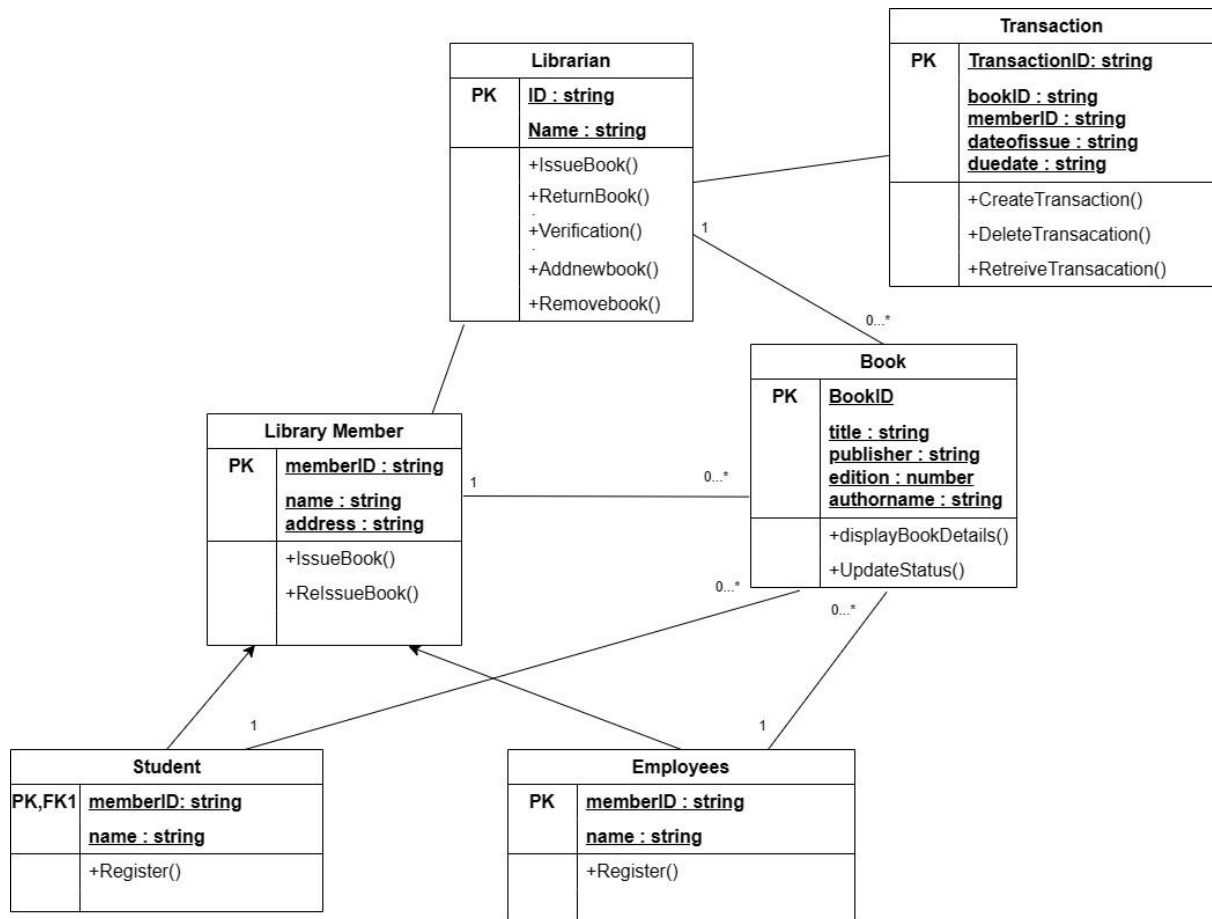 Transaction
PK TransactionID: string
bookID : string
memberID : string
dateofissue : string
duedate : string
+CreateTransaction()
+DeleteTransacation()
+RetreiveTransacation()
Librarian
PK ID : string
Name : string
+IssueBook()
+ReturnBook()
+Verification()
+Addnewbook()
+Removebook()
1
0...*
Book
PK BookID
title : string
publisher : string
edition : number
authorname : string
+displayBookDetails()
+UpdateStatus()
Library Member
PK memberID : string
name : string
address : string
+IssueBook()
+ReIssueBook()
1
0...*
0...*
0...*
1
1
Student
PK,FK1 memberID: string
name : string
+Register()
Employees
PK memberID : string
name : string
+Register()